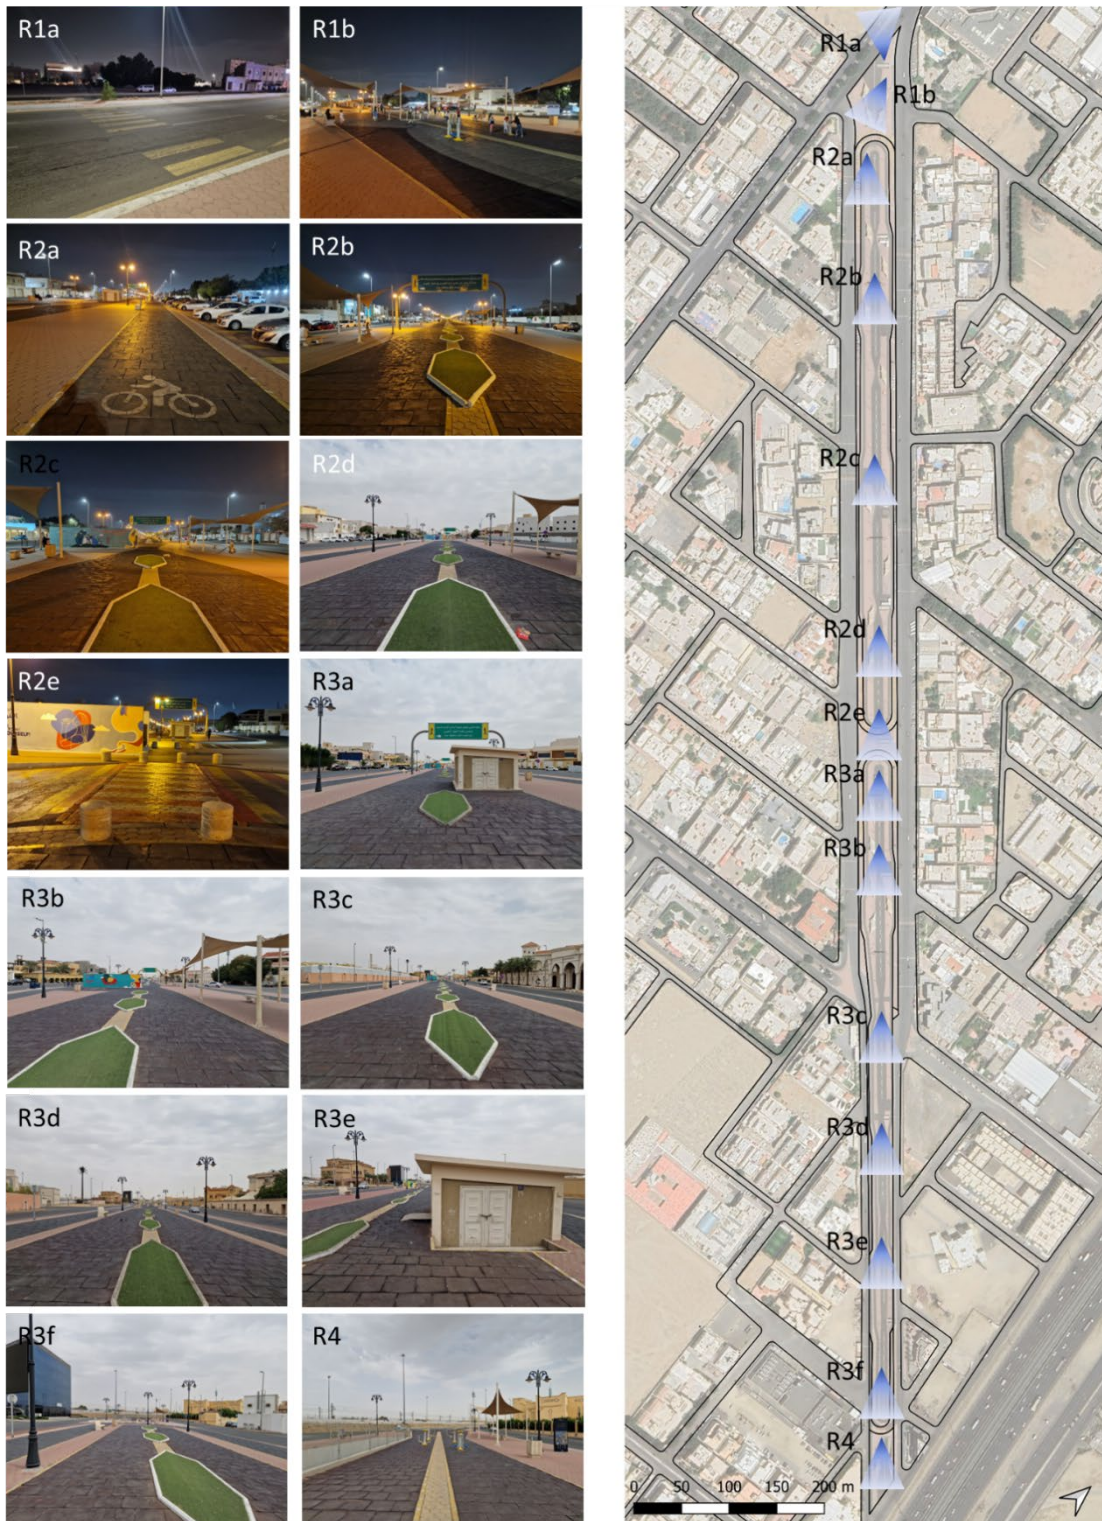 R1a
R1b
R2a
R2b
R2c
R2d
R2e
R3a
R3b
R3c
R3d
R3e
R3f
R4
R1a
R1b
R2a
R2b
R2c
R2d
R2e
R3a
R3b
R3c
R3d
R3e
R3f
R4
0 50 100 150 200 m